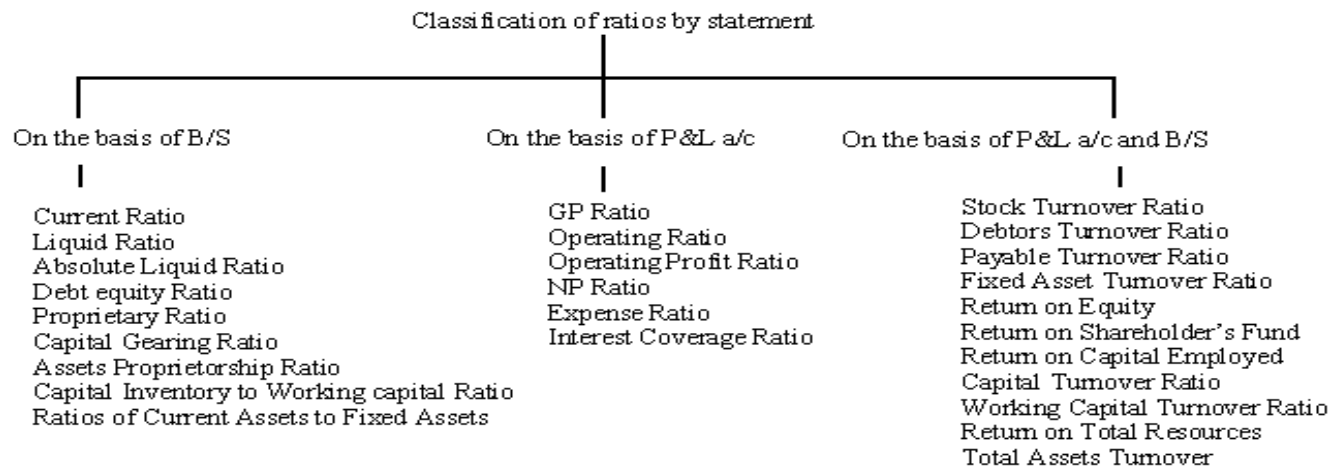 Classification of ratios by statement
On the basis of B/S
On the basis of P&L a/c
On the basis of P&L a/c and B/S
Current Ratio
Liquid Ratio
Absolute Liquid Ratio
Debt equity Ratio
Proprietary Ratio
Capital Gearing Ratio
Assets Proprietorship Ratio
Capital Inventory to Working capital Ratio
Ratios of Current Assets to Fixed Assets
GP Ratio
Operating Ratio
Operating Profit Ratio
NP Ratio
Expense Ratio
Interest Coverage Ratio
Stock Turnover Ratio
Debtors Turnover Ratio
Payable Turnover Ratio
Fixed Asset Turnover Ratio
Return on Equity
Return on Shareholder's Fund
Return on Capital Employed
Capital Turnover Ratio
Working Capital Turnover Ratio
Return on Total Resources
Total Assets Turnover